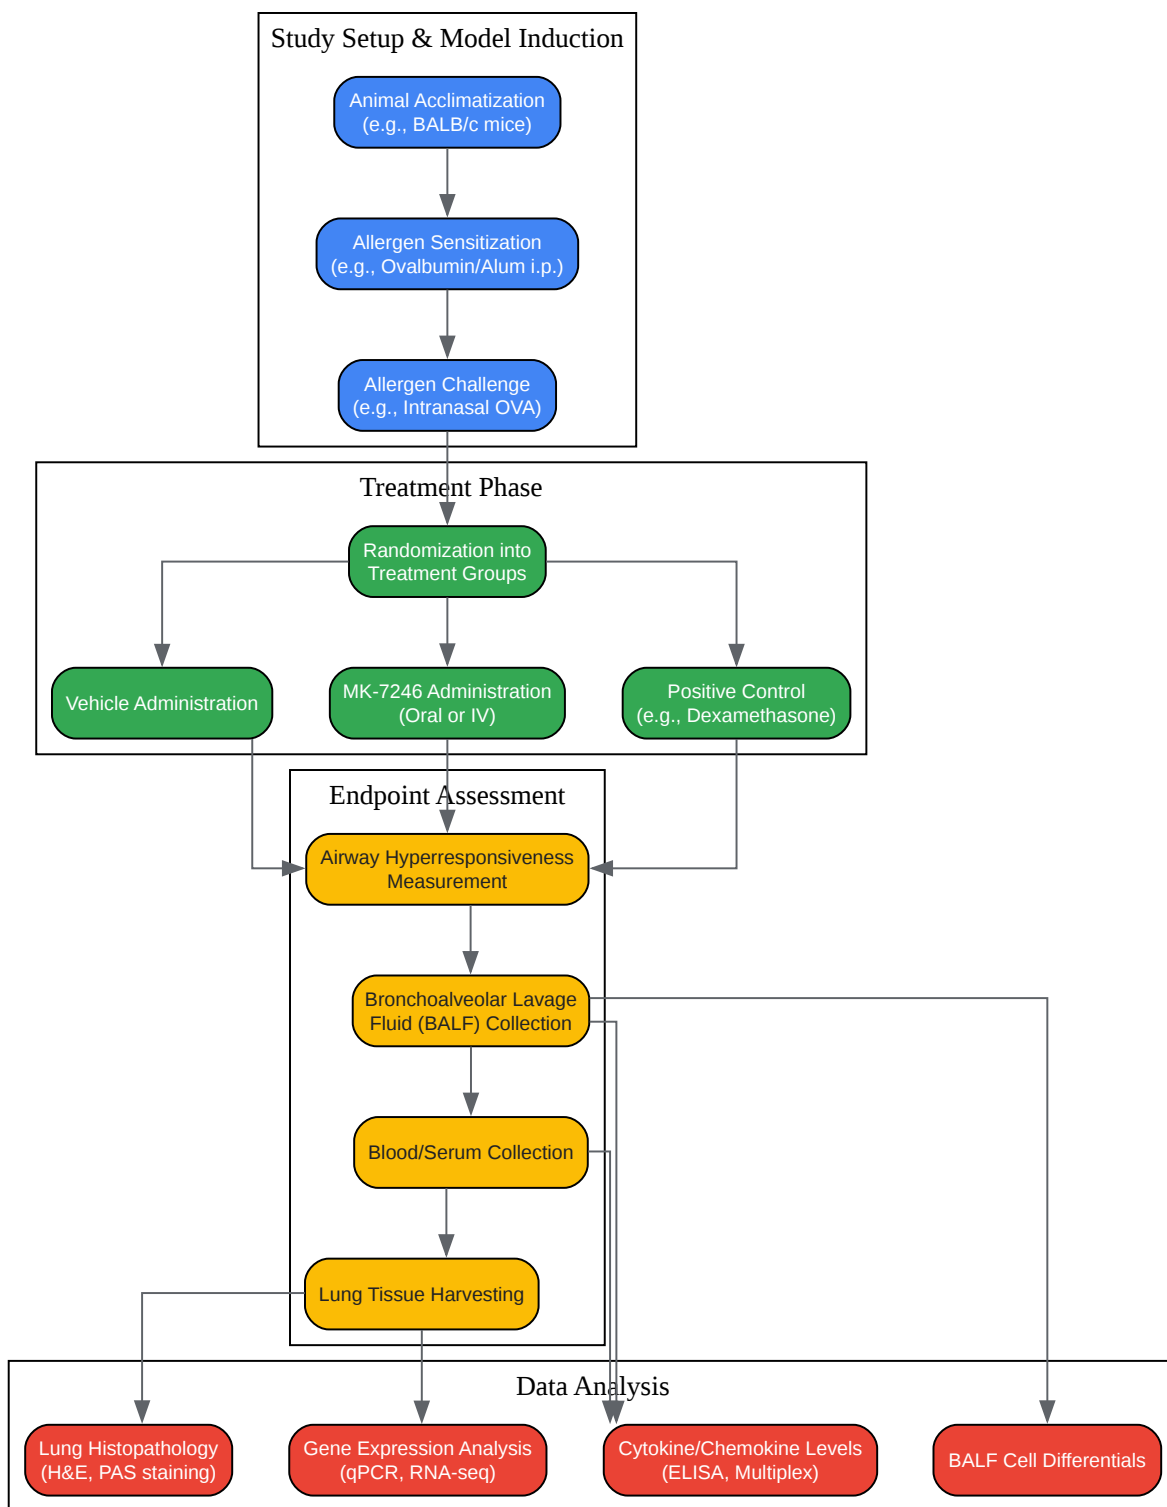 Study Setup & Model Induction
Animal Acclimatization
(e.g., BALB/c mice)
Allergen Sensitization
(e.g., Ovalbumin/Alum i.p.)
Allergen Challenge
(e.g., Intranasal OVA)
Treatment Phase
Randomization into
Treatment Groups
Vehicle Administration
MK-7246 Administration
(Oral or IV)
Positive Control
(e.g., Dexamethasone)
Endpoint Assessment
Airway Hyperresponsiveness
Measurement
Bronchoalveolar Lavage
Fluid (BALF) Collection
Blood/Serum Collection
Lung Tissue Harvesting
Data Analysis
Lung Histopathology
(H&E, PAS staining)
Gene Expression Analysis
(qPCR, RNA-seq)
Cytokine/Chemokine Levels
(ELISA, Multiplex)
BALF Cell Differentials